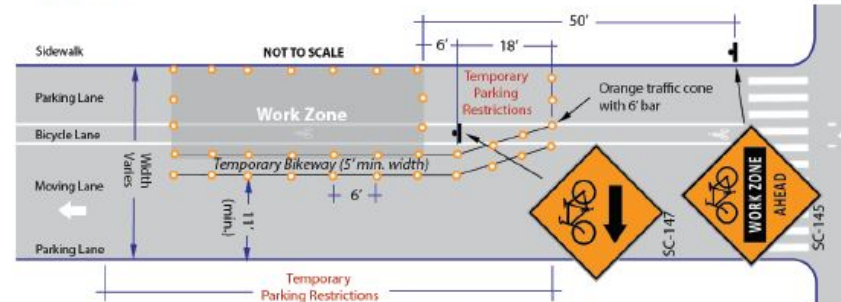 50'
Sidewalk
NOT TO SCALE
6'
18'
Temporary
Parking
Restrictions
Orange traffic cone
with 6' bar
Parking Lane
Work Zone
Bicycle Lane
Temporary Bikeway (5' min. width)
Width
Varies
Moving Lane
6'
11'
(min.)
SC-147
WORK ZONE
AHEAD
SC-145
Parking Lane
Temporary
Parking Restrictions